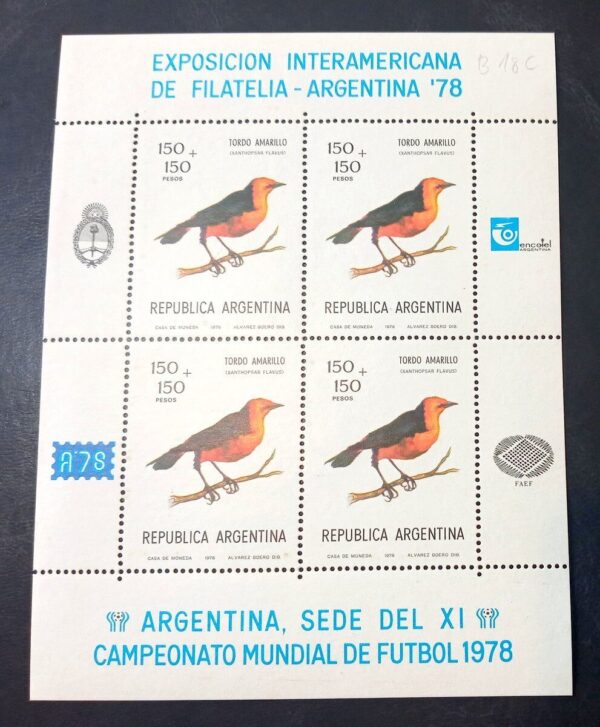 EXPOSICION INTERAMERICANA
DE FILATELIA - ARGENTINA '78
B 18 C
150 + 150
PESOS
TORDO AMARILLO
(XANTHOPSAR FLAVUS)
REPUBLICA ARGENTINA
CASA DE MONEDA 1978 ALVAREZ BOERO DIB.
150 + 150
PESOS
TORDO AMARILLO
(XANTHOPSAR FLAVUS)
REPUBLICA ARGENTINA
CASA DE MONEDA 1978 ALVAREZ BOERO DIB.
encotel
ARGENTINA
A'78
150 + 150
PESOS
TORDO AMARILLO
(XANTHOPSAR FLAVUS)
REPUBLICA ARGENTINA
CASA DE MONEDA 1978 ALVAREZ BOERO DIB.
150 + 150
PESOS
TORDO AMARILLO
(XANTHOPSAR FLAVUS)
REPUBLICA ARGENTINA
CASA DE MONEDA 1978 ALVAREZ BOERO DIB.
FAEF
ARGENTINA, SEDE DEL XI
CAMPEONATO MUNDIAL DE FUTBOL 1978